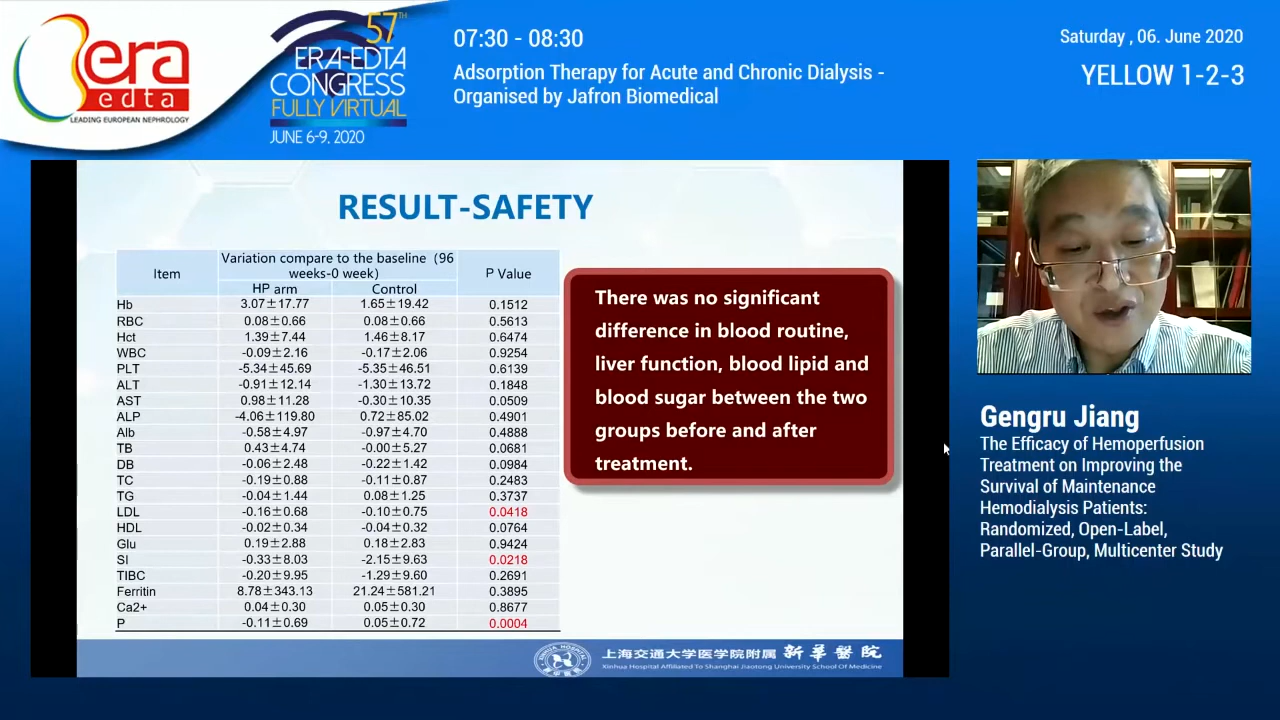 era
edta
LEADING EUROPEAN NEPHROLOGY
57TH
ERA-EDTA
CONGRESS
FULLY VIRTUAL
JUNE 6-9, 2020
07:30 - 08:30
Adsorption Therapy for Acute and Chronic Dialysis -
Organised by Jafron Biomedical
Saturday , 06. June 2020
YELLOW 1-2-3
RESULT-SAFETY
Item Variation compare to the baseline (96 weeks-0 week) P Value
HP arm Control
Hb 3.07±17.77 1.65±19.42 0.1512
RBC 0.08±0.66 0.08±0.66 0.5613
Hct 1.39±7.44 1.46±8.17 0.6474
WBC -0.09±2.16 -0.17±2.06 0.9254
PLT -5.34±45.69 -5.35±46.51 0.6139
ALT -0.91±12.14 -1.30±13.72 0.1848
AST 0.98±11.28 -0.30±10.35 0.0509
ALP -4.06±119.80 0.72±85.02 0.4901
Alb -0.58±4.97 -0.97±4.70 0.4888
TB 0.43±4.74 -0.00±5.27 0.0681
DB -0.06±2.48 -0.22±1.42 0.0984
TC -0.19±0.88 -0.11±0.87 0.2483
TG -0.04±1.44 0.08±1.25 0.3737
LDL -0.16±0.68 -0.10±0.75 0.0418
HDL -0.02±0.34 -0.04±0.32 0.0764
Glu 0.19±2.88 0.18±2.83 0.9424
SI -0.33±8.03 -2.15±9.63 0.0218
TIBC -0.20±9.95 -1.29±9.60 0.2691
Ferritin 8.78±343.13 21.24±581.21 0.3895
Ca2+ 0.04±0.30 0.05±0.30 0.8677
P -0.11±0.69 0.05±0.72 0.0004
There was no significant
difference in blood routine,
liver function, blood lipid and
blood sugar between the two
groups before and after
treatment.
上海交通大学医学院附属 新华醫院
Xinhua Hospital Affiliated To Shanghai Jiaotong University School Of Medicine
Gengru Jiang
The Efficacy of Hemoperfusion
Treatment on Improving the
Survival of Maintenance
Hemodialysis Patients:
Randomized, Open-Label,
Parallel-Group, Multicenter Study